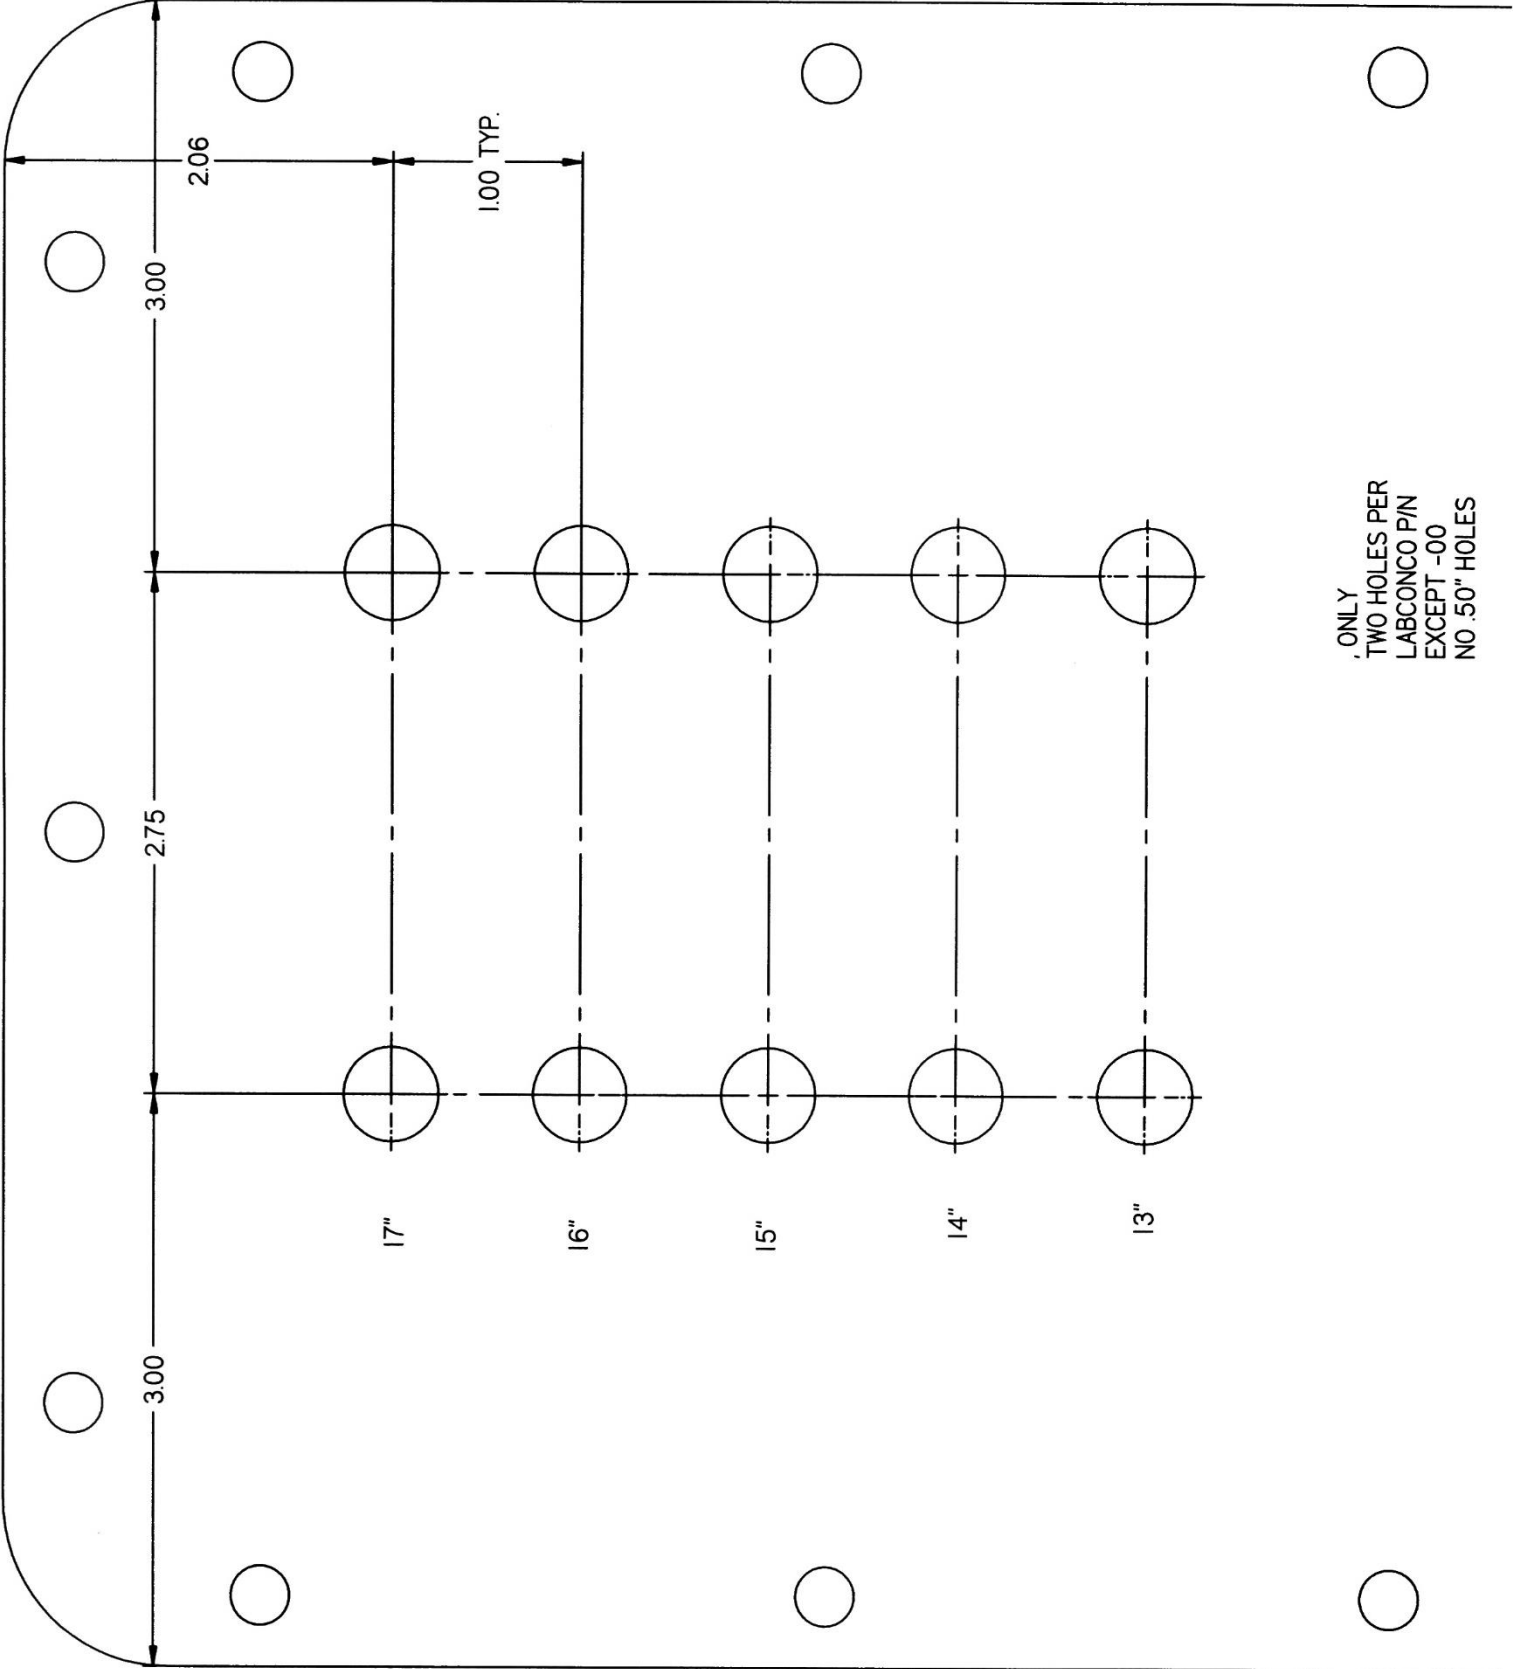 2.06
1.00 TYP.
3.00
2.75
3.00
17"
16"
15"
14"
13"
, ONLY
TWO HOLES PER
LABCONCO P/N
EXCEPT -00
NO .50" HOLES